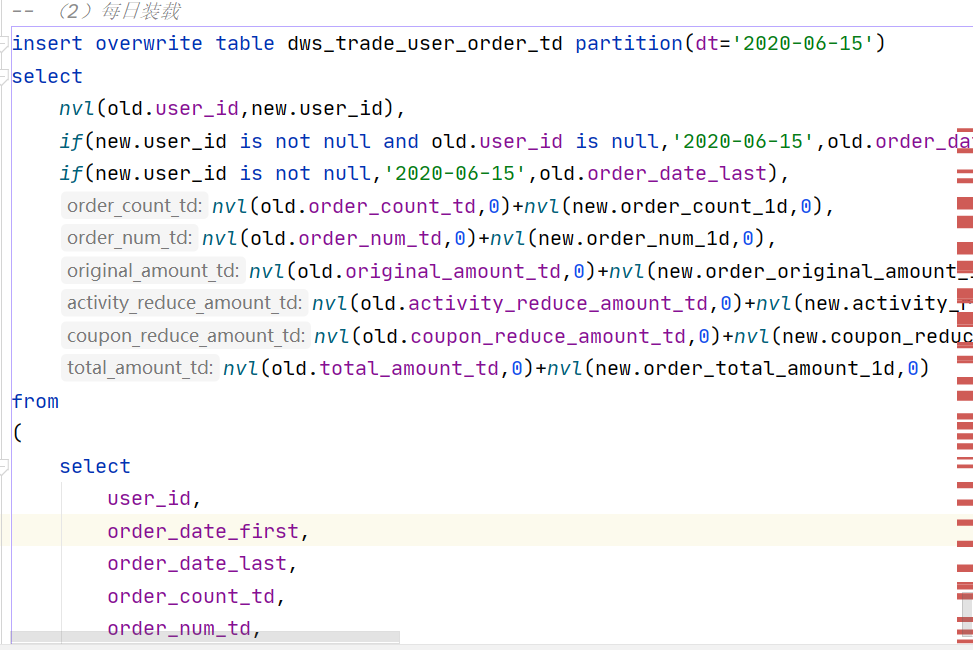 -- （2）每日装载
insert overwrite table dws_trade_user_order_td partition(dt='2020-06-15')
select
nvl(old.user_id,new.user_id),
if(new.user_id is not null and old.user_id is null,'2020-06-15',old.order_da
if(new.user_id is not null,'2020-06-15',old.order_date_last),
order_count_td: nvl(old.order_count_td,0)+nvl(new.order_count_1d,0),
order_num_td: nvl(old.order_num_td,0)+nvl(new.order_num_1d,0),
original_amount_td: nvl(old.original_amount_td,0)+nvl(new.order_original_amount_
activity_reduce_amount_td: nvl(old.activity_reduce_amount_td,0)+nvl(new.activity_r
coupon_reduce_amount_td: nvl(old.coupon_reduce_amount_td,0)+nvl(new.coupon_reduc
total_amount_td: nvl(old.total_amount_td,0)+nvl(new.order_total_amount_1d,0)
from
(
select
user_id,
order_date_first,
order_date_last,
order_count_td,
order_num_td,